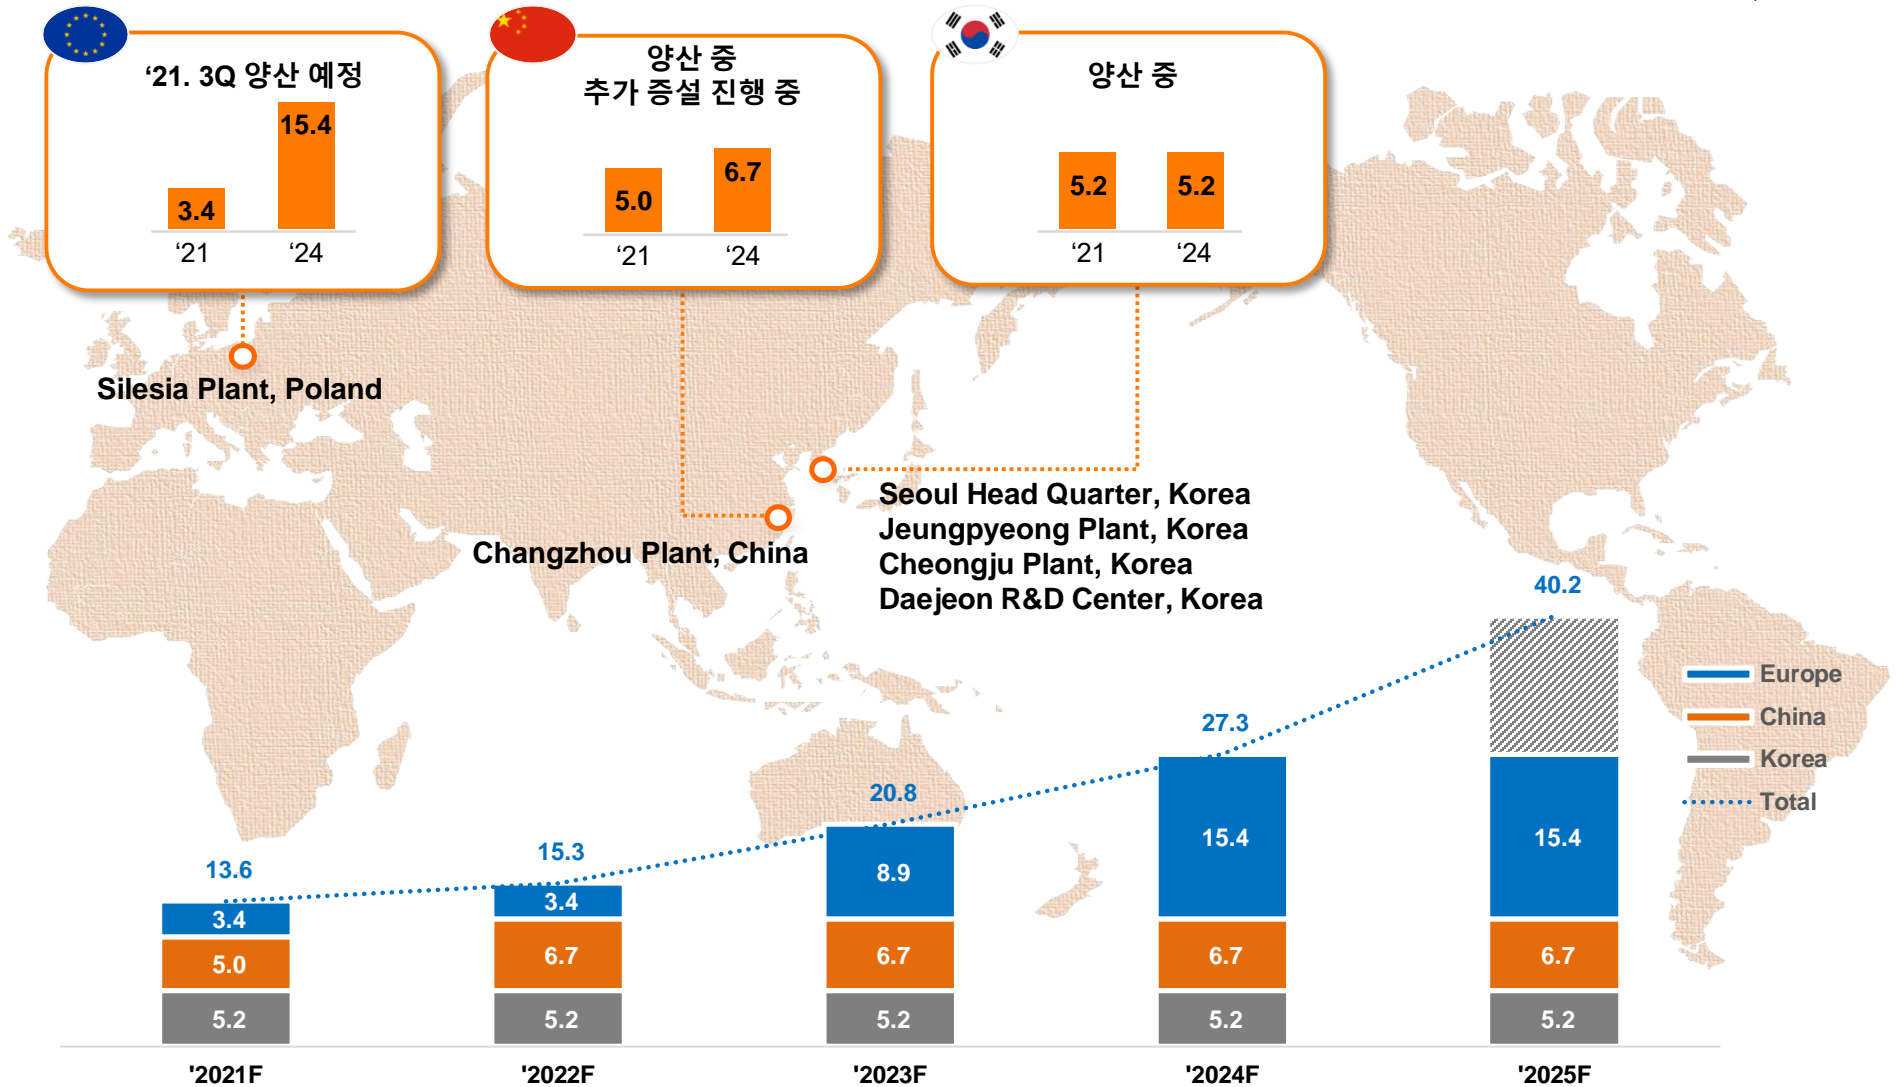 ‘21. 3Q 양산 예정
15.4
3.4
‘21 ‘24
양산 중
추가 증설 진행 중
5.0
6.7
‘21 ‘24
양산 중
5.2 5.2
‘21 ‘24
Silesia Plant, Poland
Changzhou Plant, China
Seoul Head Quarter, Korea
Jeungpyeong Plant, Korea
Cheongju Plant, Korea
Daejeon R&D Center, Korea
13.6
3.4
5.0
5.2
15.3
3.4
6.7
5.2
20.8
8.9
6.7
5.2
27.3
15.4
6.7
5.2
40.2
15.4
6.7
5.2
'2021F '2022F '2023F '2024F '2025F
Europe
China
Korea
Total